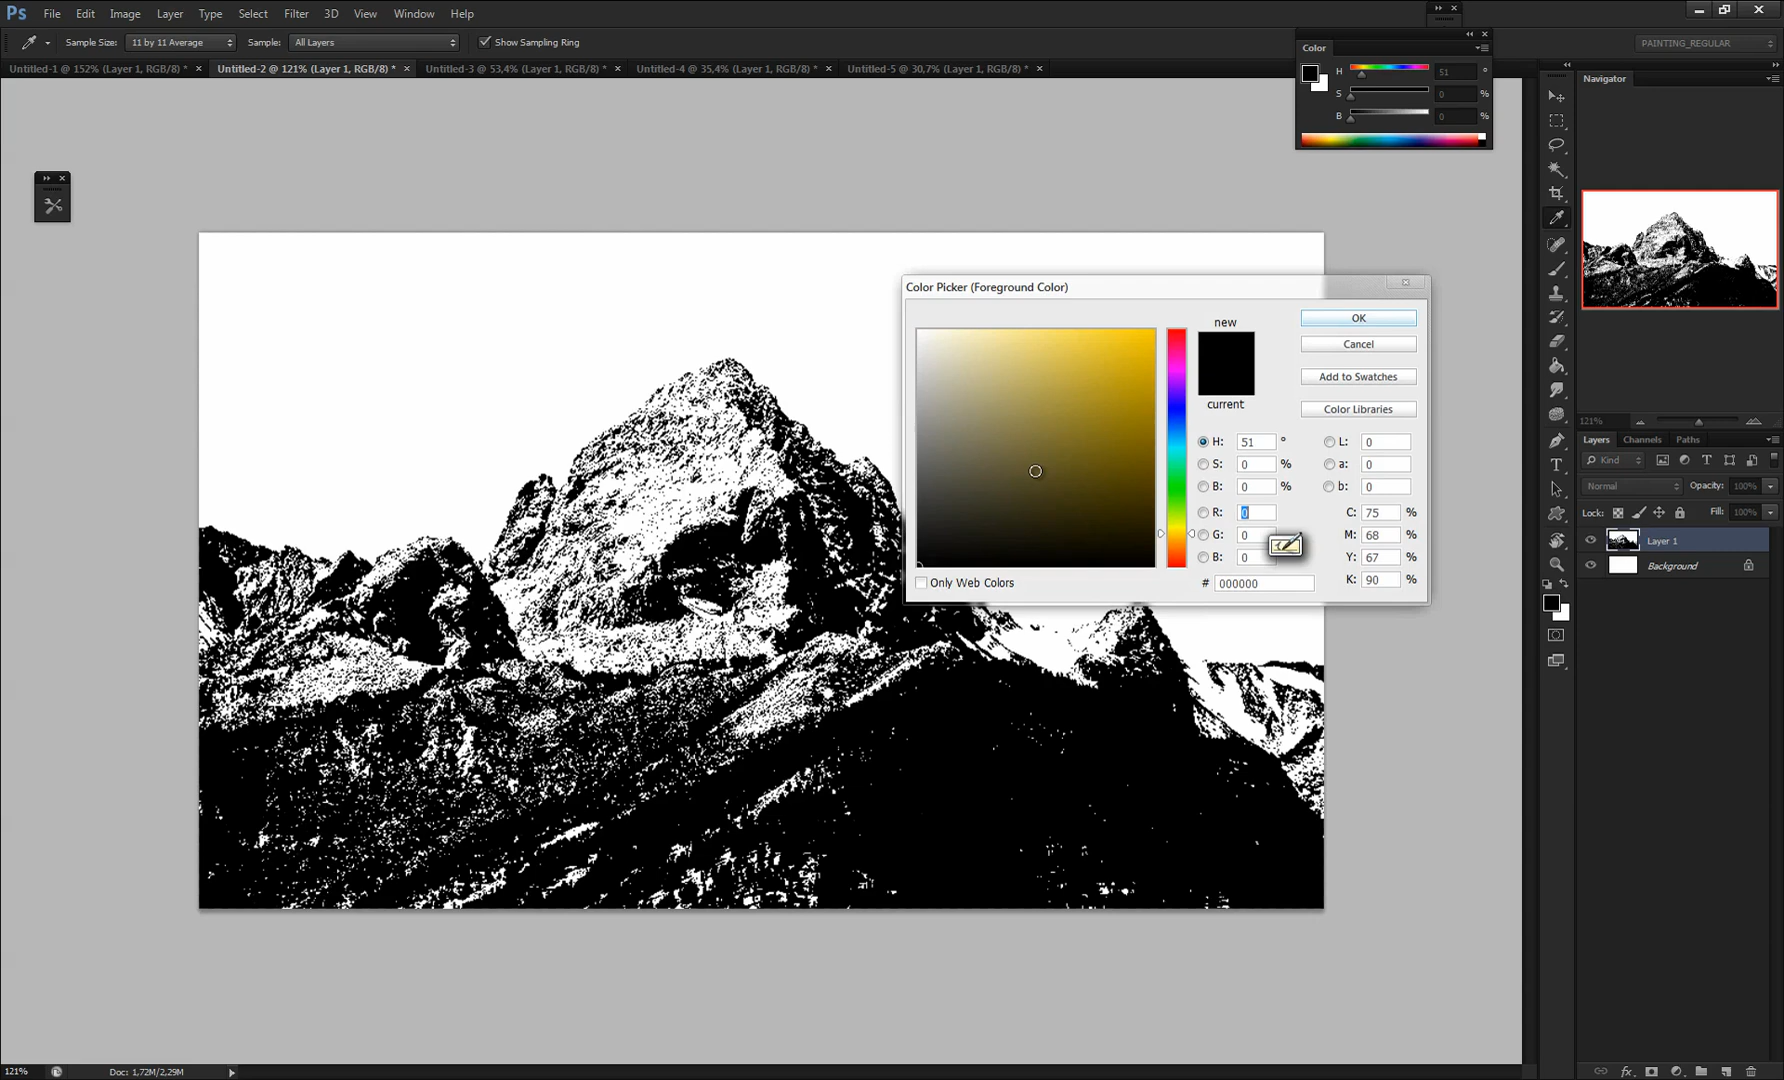 Ps File Edit Image Layer Type Select Filter 3D View Window Help
Sample Size: 11 by 11 Average Sample: All Layers Show Sampling Ring
PAINTING_REGULAR
Untitled-1 @ 152% (Layer 1, RGB/8) * × Untitled-2 @ 121% (Layer 1, RGB/8) * × Untitled-3 @ 53,4% (Layer 1, RGB/8) * × Untitled-4 @ 35,4% (Layer 1, RGB/8) * × Untitled-5 @ 30,7% (Layer 1, RGB/8) * ×
Color
H 51 °
S 0 %
B 0 %
Navigator
121%
Color Picker (Foreground Color)
new
current
OK
Cancel
Add to Swatches
Color Libraries
H: 51 ° L: 0
S: 0 % a: 0
B: 0 % b: 0
R: 0 C: 75 %
G: 0 M: 68 %
B: 0 Y: 67 %
# 000000 K: 90 %
Only Web Colors
Layers Channels Paths
Kind
Normal Opacity: 100%
Lock: Fill: 100%
Layer 1
Background
121% Doc: 1,72M/2,29M